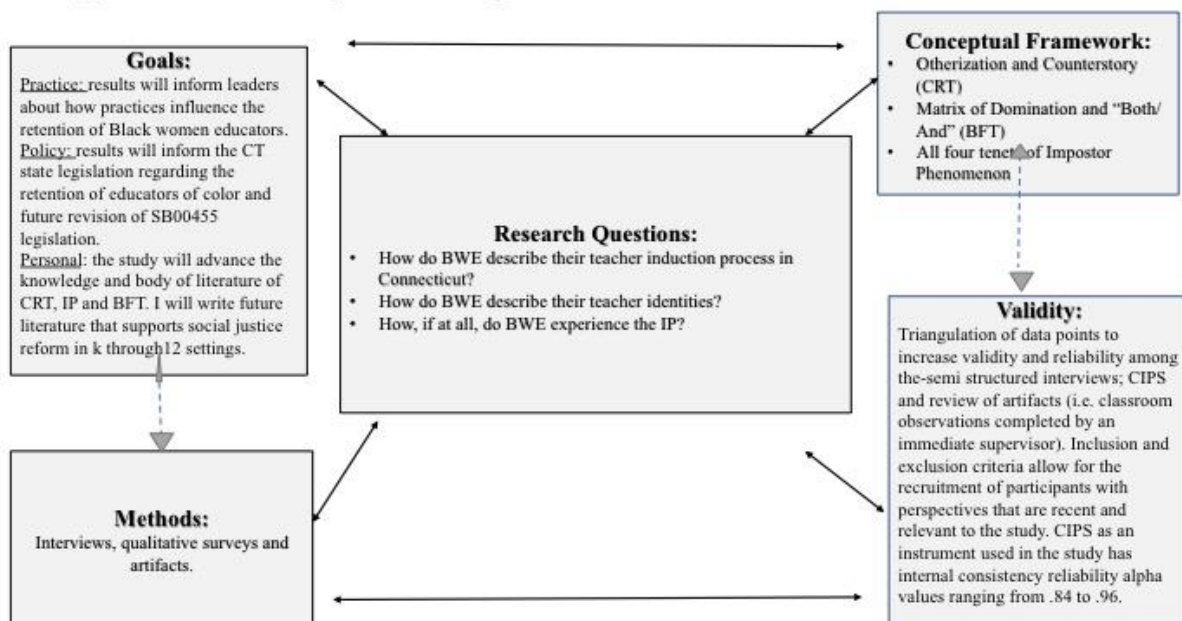 Goals:
Practice: results will inform leaders
about how practices influence the
retention of Black women educators.
Policy: results will inform the CT
state legislation regarding the
retention of educators of color and
future revision of SB00455
legislation.
Personal: the study will advance the
knowledge and body of literature of
CRT, IP and BFT. I will write future
literature that supports social justice
reform in k through12 settings.
Conceptual Framework:
• Otherization and Counterstory
(CRT)
• Matrix of Domination and “Both/
And” (BFT)
• All four tenets of Impostor
Phenomenon
Research Questions:
• How do BWE describe their teacher induction process in
Connecticut?
• How do BWE describe their teacher identities?
• How, if at all, do BWE experience the IP?
Methods:
Interviews, qualitative surveys and
artifacts.
Validity:
Triangulation of data points to
increase validity and reliability among
the-semi structured interviews; CIPS
and review of artifacts (i.e. classroom
observations completed by an
immediate supervisor). Inclusion and
exclusion criteria allow for the
recruitment of participants with
perspectives that are recent and
relevant to the study. CIPS as an
instrument used in the study has
internal consistency reliability alpha
values ranging from .84 to .96.